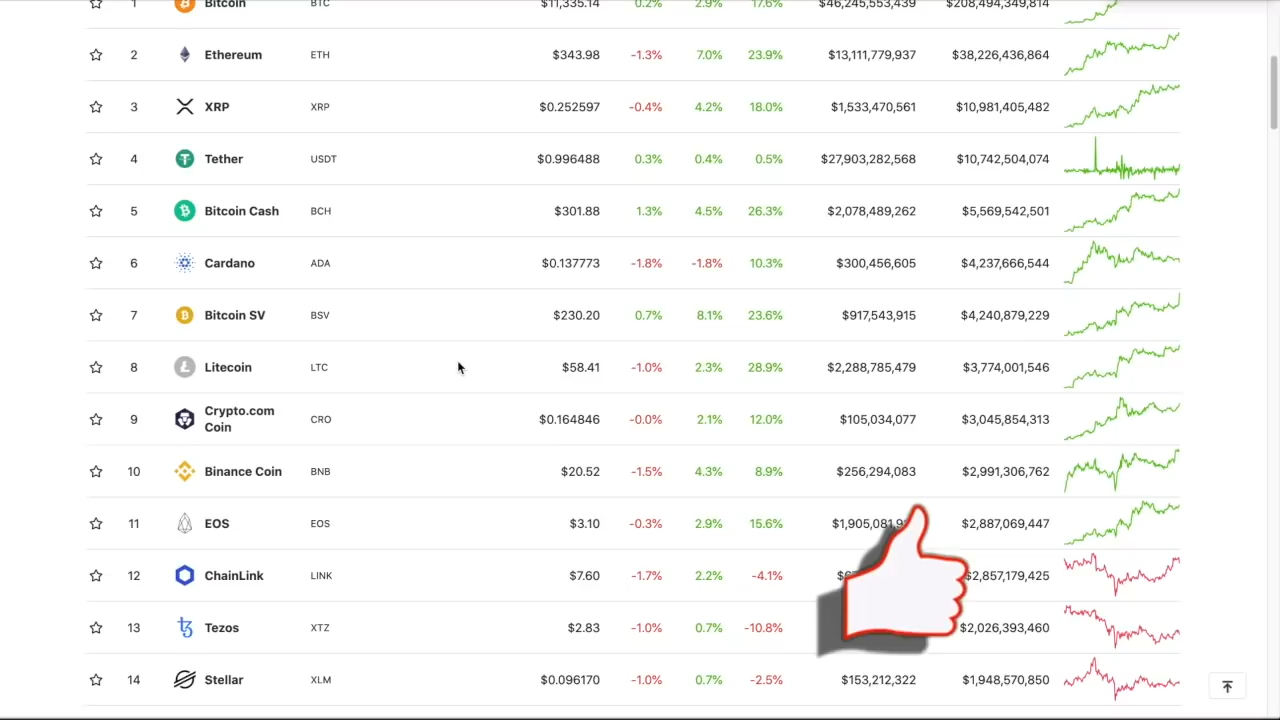 1 Bitcoin BTC $11,335.14 0.2% 2.9% 17.6% $46,245,553,439 $208,494,349,814
2 Ethereum ETH $343.98 -1.3% 7.0% 23.9% $13,111,779,937 $38,226,436,864
3 XRP XRP $0.252597 -0.4% 4.2% 18.0% $1,533,470,561 $10,981,405,482
4 Tether USDT $0.996488 0.3% 0.4% 0.5% $27,903,282,568 $10,742,504,074
5 Bitcoin Cash BCH $301.88 1.3% 4.5% 26.3% $2,078,489,262 $5,569,542,501
6 Cardano ADA $0.137773 -1.8% -1.8% 10.3% $300,456,605 $4,237,666,544
7 Bitcoin SV BSV $230.20 0.7% 8.1% 23.6% $917,543,915 $4,240,879,229
8 Litecoin LTC $58.41 -1.0% 2.3% 28.9% $2,288,785,479 $3,774,001,546
9 Crypto.com Coin CRO $0.164846 -0.0% 2.1% 12.0% $105,034,077 $3,045,854,313
10 Binance Coin BNB $20.52 -1.5% 4.3% 8.9% $256,294,083 $2,991,306,762
11 EOS EOS $3.10 -0.3% 2.9% 15.6% $2,887,069,447
12 ChainLink LINK $7.60 -1.7% 2.2% -4.1% $2,857,179,425
13 Tezos XTZ $2.83 -1.0% 0.7% -10.8% $2,026,393,460
14 Stellar XLM $0.096170 -1.0% 0.7% -2.5% $153,212,322 $1,948,570,850